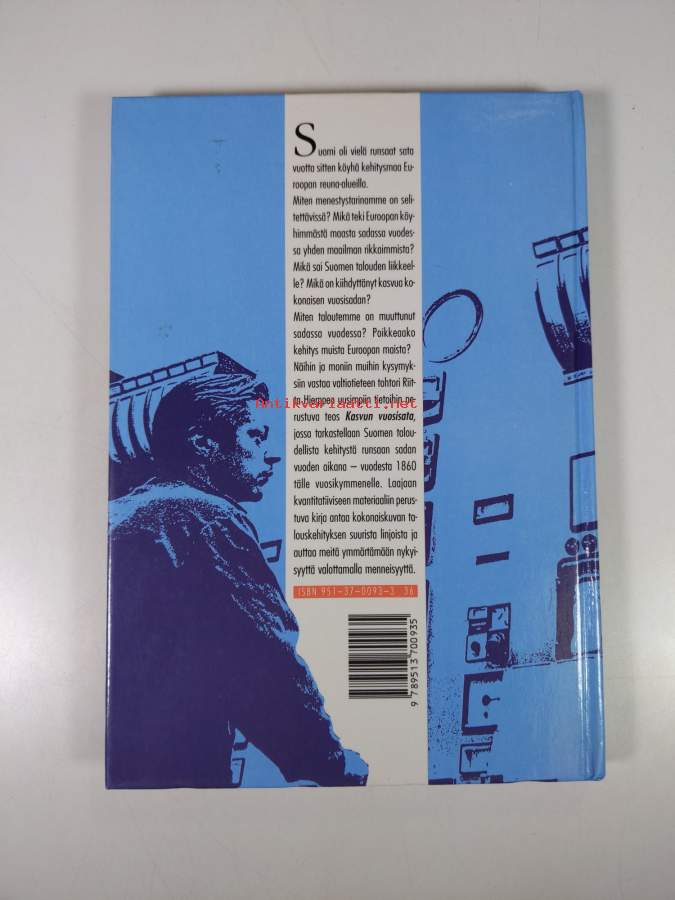 Suomi oli vielä runsaat sata
vuotta sitten köyhä kehitysmaa Eu-
roopan reuna-alueilla.
Miten menestystarinamme on seli-
tettävissä? Mikä teki Euroopan köy-
himmästä maasta sadassa vuodes-
sa yhden maailman rikkaimmista?
Mikä sai Suomen talouden liikkeel-
le? Mikä on kiihdyttänyt kasvua ko-
konaisen vuosisadan?
Miten taloutemme on muuttunut
sadassa vuodessa? Poikkeaako
kehitys muista Euroopan maista?
Näihin ja moniin muihin kysymyk-
siin vastaa valtiotieteen tohtori Riit-
ta Hjerppen uusimpiin tietoihin pe-
Antikvariaatti.net
rustuva teos Kasvun vuosisata,
jossa tarkastellaan Suomen talou-
dellista kehitystä runsaan sadan
vuoden aikana – vuodesta 1860
tälle vuosikymmenelle. Laajaan
kvantitatiiviseen materiaaliin perus-
tuva kirja antaa kokonaiskuvan ta-
louskehityksen suurista linjoista ja
auttaa meitä ymmärtämään nykyi-
syyttä valottamalla menneisyyttä.
ISBN 951-37-0093-3 36
9 789513 700935